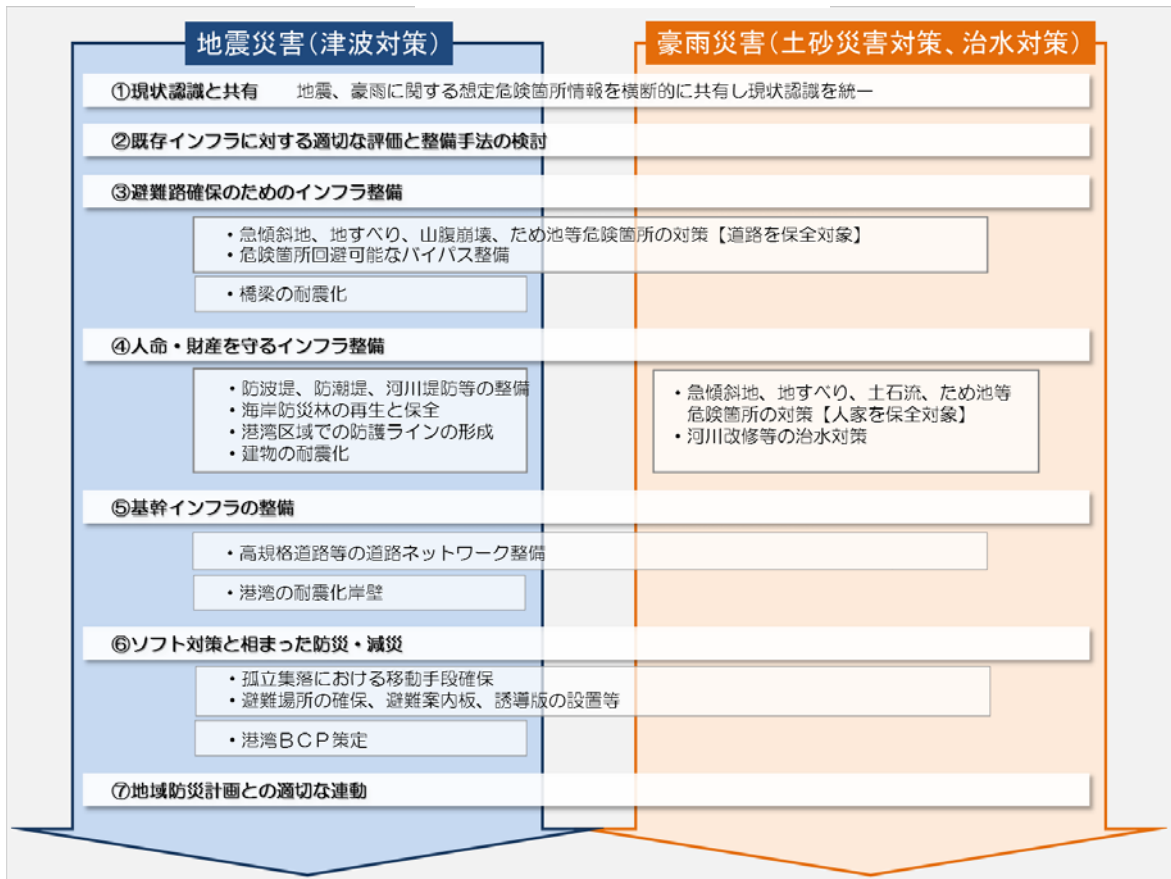 地震災害(津波対策)
豪雨災害(土砂災害対策、治水対策)
①現状認識と共有 地震、豪雨に関する想定危険箇所情報を横断的に共有し現状認識を統一
②既存インフラに対する適切な評価と整備手法の検討
③避難路確保のためのインフラ整備
・急傾斜地、地すべり、山腹崩壊、ため池等危険箇所の対策【道路を保全対象】
・危険箇所回避可能なバイパス整備
・橋梁の耐震化
④人命・財産を守るインフラ整備
・防波堤、防潮堤、河川堤防等の整備
・海岸防災林の再生と保全
・港湾区域での防護ラインの形成
・建物の耐震化
・急傾斜地、地すべり、土石流、ため池等
危険箇所の対策【人家を保全対象】
・河川改修等の治水対策
⑤基幹インフラの整備
・高規格道路等の道路ネットワーク整備
・港湾の耐震化岸壁
⑥ソフト対策と相まった防災・減災
・孤立集落における移動手段確保
・避難場所の確保、避難案内板、誘導版の設置等
・港湾BCP策定
⑦地域防災計画との適切な連動